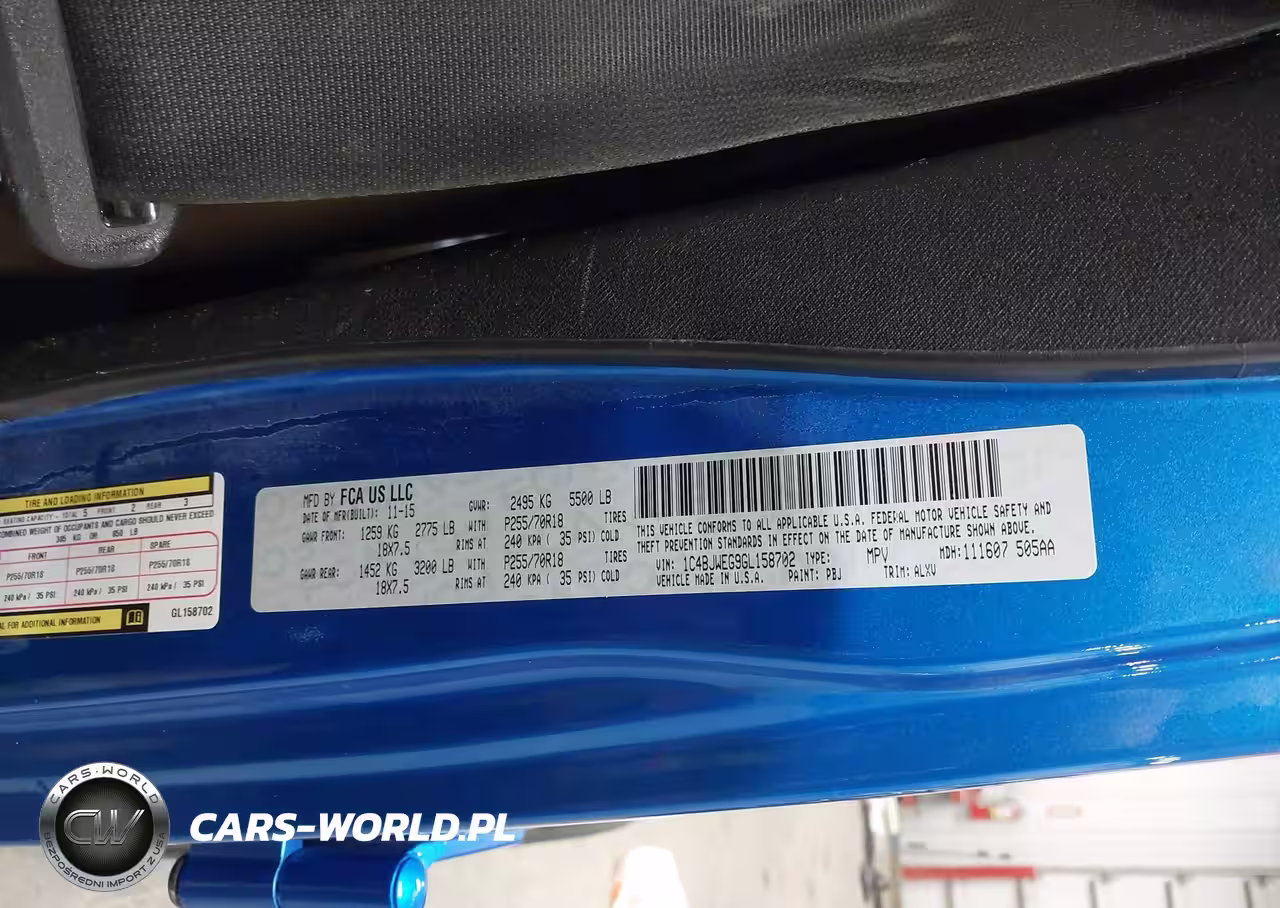 TIRE AND LOADING INFORMATION
SEATING CAPACITY - TOTAL 5 FRONT 2 REAR 3
COMBINED WEIGHT OF OCCUPANTS AND CARGO SHOULD NEVER EXCEED
385 KG OR 850 LB
FRONT REAR SPARE
P255/70R18 P255/70R18 P255/70R18
240 kPa / 35 PSI 240 kPa / 35 PSI 240 kPa / 35 PSI
FOR ADDITIONAL INFORMATION
GL158702
MFD BY FCA US LLC
DATE OF MFR(BUILT): 11-15 GVWR: 2495 KG 5500 LB
GAWR FRONT: 1259 KG 2775 LB WITH P255/70R18 TIRES
18X7.5 RIMS AT 240 KPA( 35 PSI) COLD
GAWR REAR: 1452 KG 3200 LB WITH P255/70R18 TIRES
18X7.5 RIMS AT 240 KPA( 35 PSI) COLD
THIS VEHICLE CONFORMS TO ALL APPLICABLE U.S.A. FEDERAL MOTOR VEHICLE SAFETY AND
THEFT PREVENTION STANDARDS IN EFFECT ON THE DATE OF MANUFACTURE SHOWN ABOVE.
VIN: 1C4BJWEG9GL158702 TYPE: MPV MDH:111607 505AA
VEHICLE MADE IN U.S.A. PAINT: PBJ TRIM: ALXV
CARS-WORLD
CW
BEZPOŚREDNI IMPORT Z USA
CARS-WORLD.PL